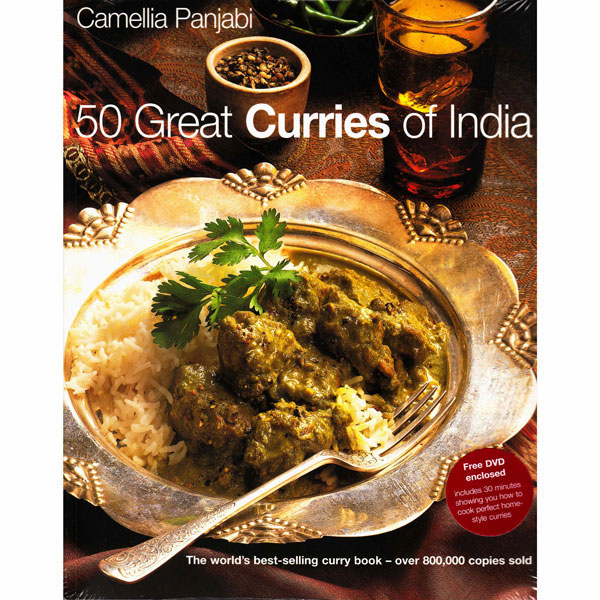 Camellia Panjabi
50 Great Curries of India
Free DVD
enclosed
includes 30 minutes
showing you how to
cook perfect home-
style curries
The world's best-selling curry book – over 800,000 copies sold